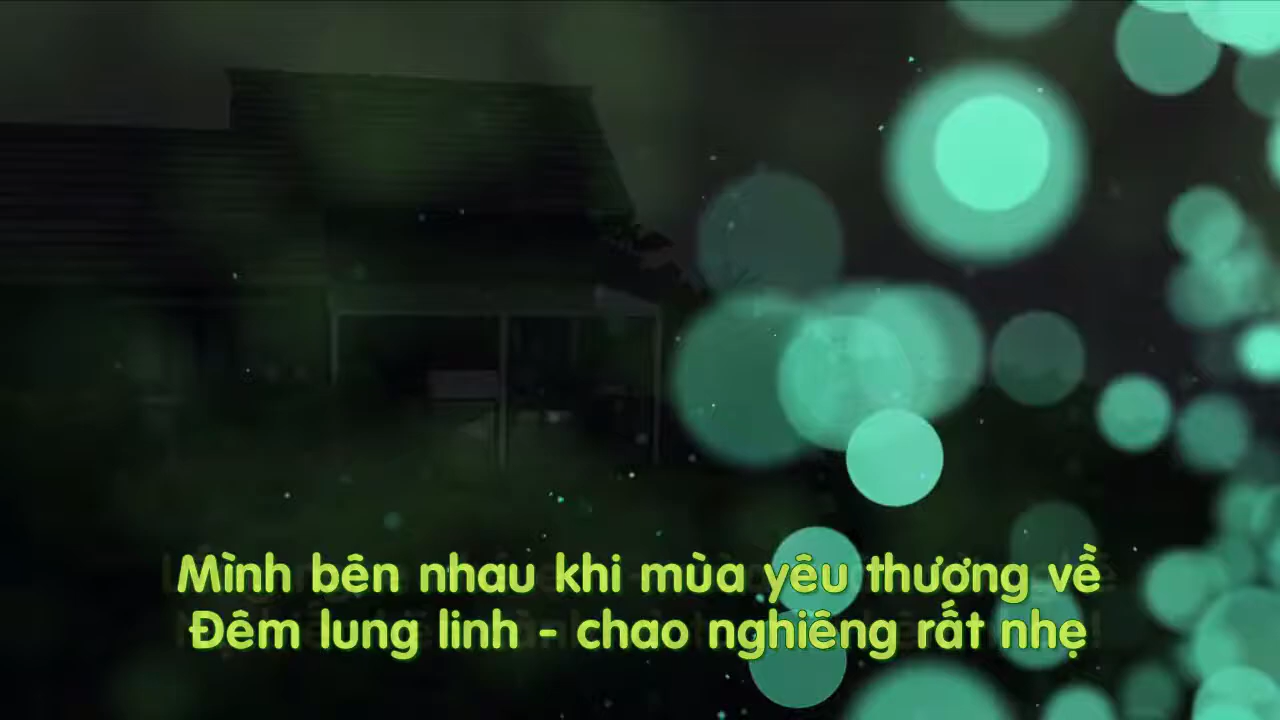 Mình bên nhau khi mùa yêu thương về
Đêm lung linh - chao nghiêng rất nhẹ